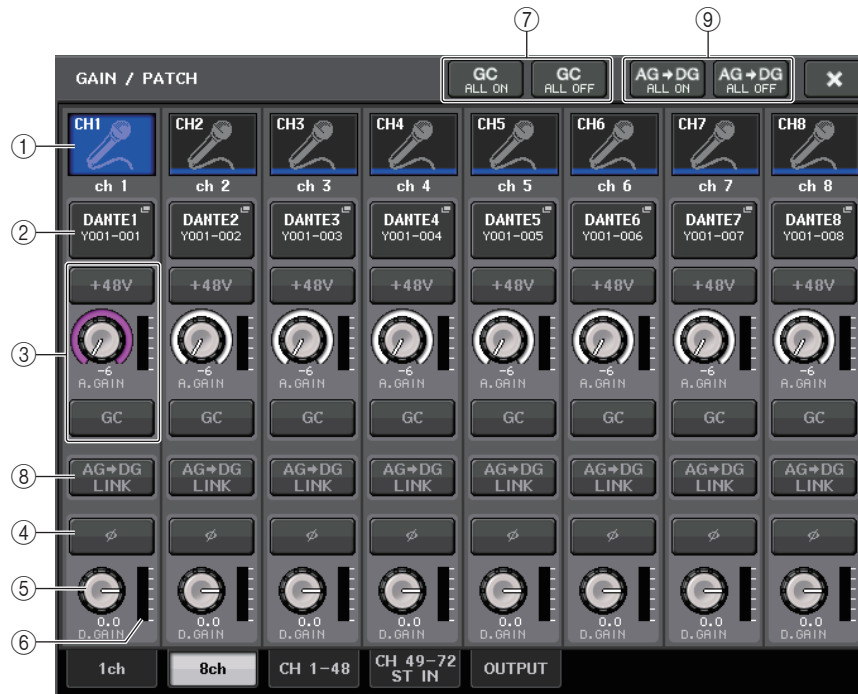 ⑦ ⑨
GAIN / PATCH
GC ALL ON
GC ALL OFF
AG➔DG ALL ON
AG➔DG ALL OFF
①
CH1 CH2 CH3 CH4 CH5 CH6 CH7 CH8
ch 1 ch 2 ch 3 ch 4 ch 5 ch 6 ch 7 ch 8
②
DANTE1 DANTE2 DANTE3 DANTE4 DANTE5 DANTE6 DANTE7 DANTE8
Y001-001 Y001-002 Y001-003 Y001-004 Y001-005 Y001-006 Y001-007 Y001-008
+48V +48V +48V +48V +48V +48V +48V +48V
③
-6 -6 -6 -6 -6 -6 -6 -6
A.GAIN A.GAIN A.GAIN A.GAIN A.GAIN A.GAIN A.GAIN A.GAIN
GC GC GC GC GC GC GC GC
⑧
AG➔DG AG➔DG AG➔DG AG➔DG AG➔DG AG➔DG AG➔DG AG➔DG
LINK LINK LINK LINK LINK LINK LINK LINK
④
ø ø ø ø ø ø ø ø
⑤
0.0 0.0 0.0 0.0 0.0 0.0 0.0 0.0
⑥
D.GAIN D.GAIN D.GAIN D.GAIN D.GAIN D.GAIN D.GAIN D.GAIN
1ch
8ch
CH 1-48
CH 49-72
ST IN
OUTPUT